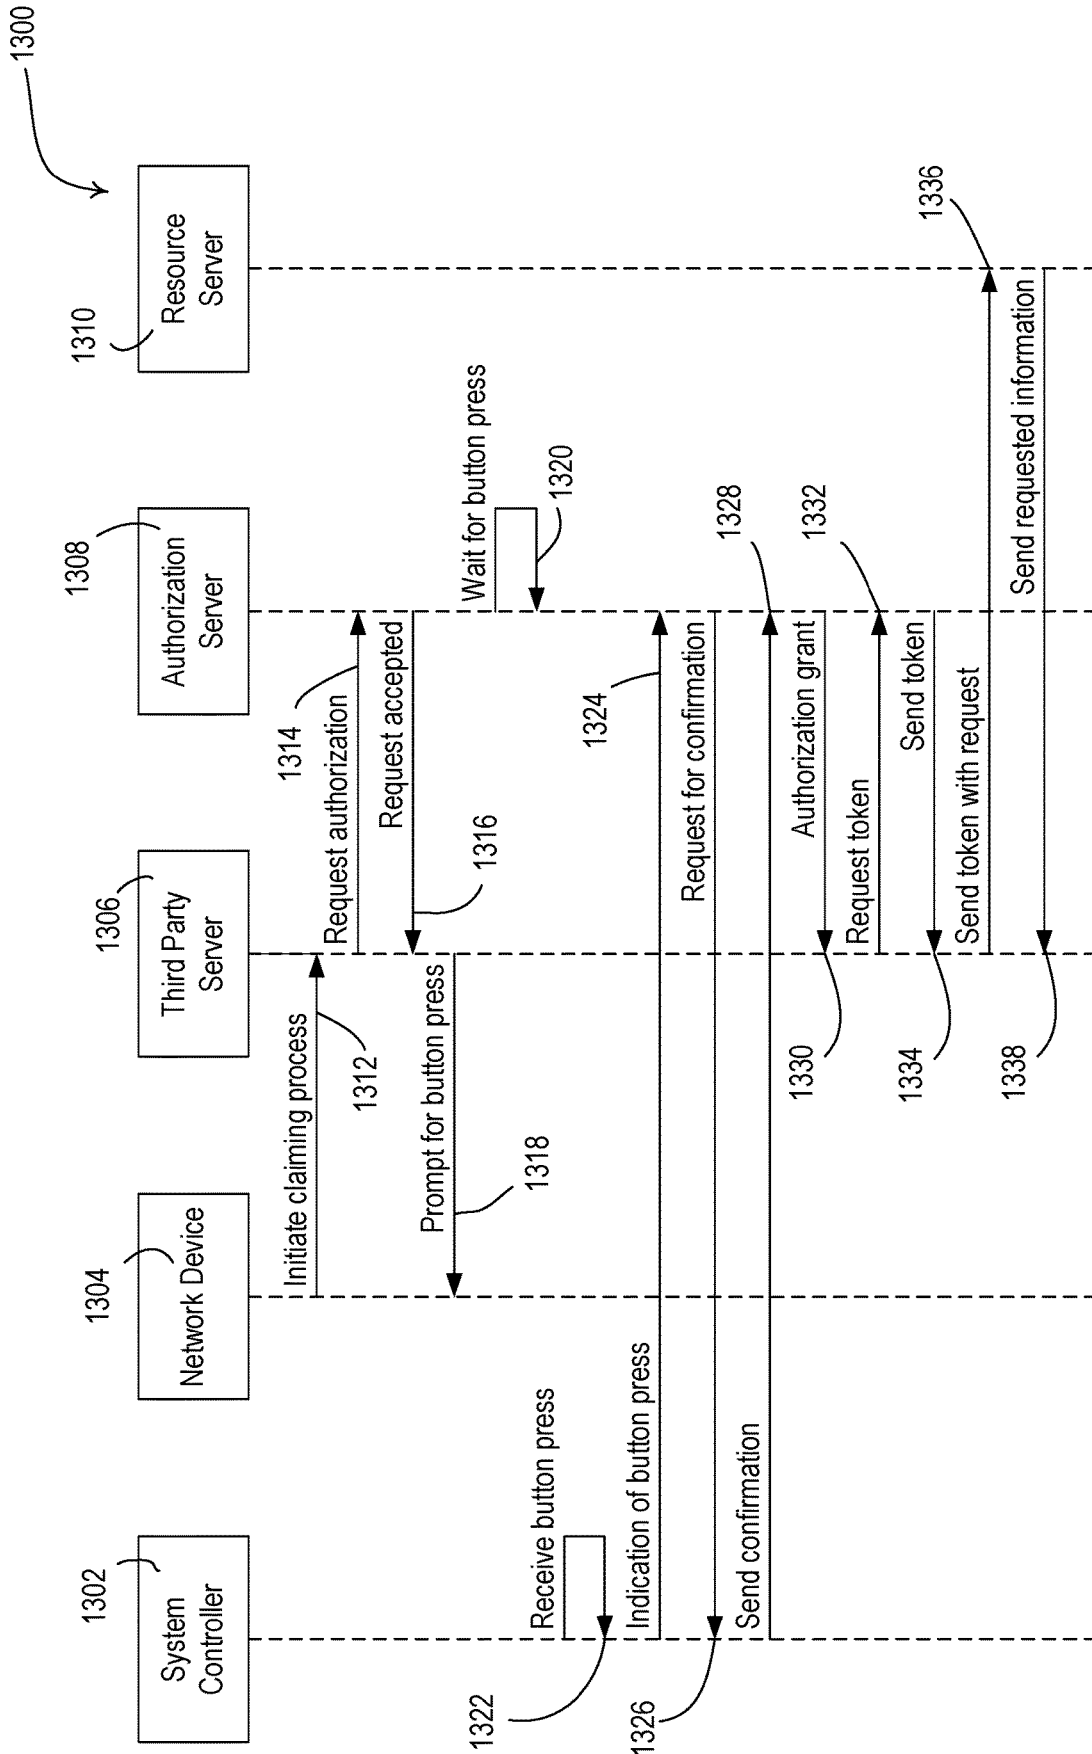 1300
1302
System
Controller
1304
Network Device
1306
Third Party
Server
1308
Authorization
Server
1310
Resource
Server
Initiate claiming process
1312
Request authorization
1314
Request accepted
1316
Prompt for button press
1318
Wait for button press
1320
Receive button press
1322
Indication of button press
1324
Request for confirmation
1326
Send confirmation
1328
Authorization grant
1330
Request token
1332
Send token
1334
Send token with request
1336
Send requested information
1338